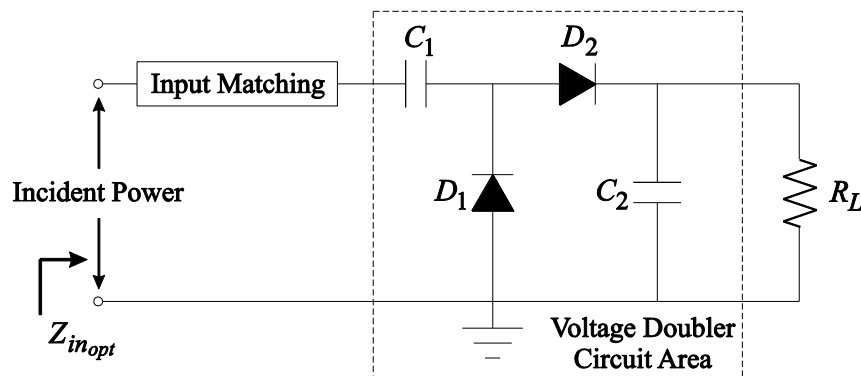 C1
D2
Input Matching
Incident Power
D1
C2
RL
Zinopt
Voltage Doubler
Circuit Area